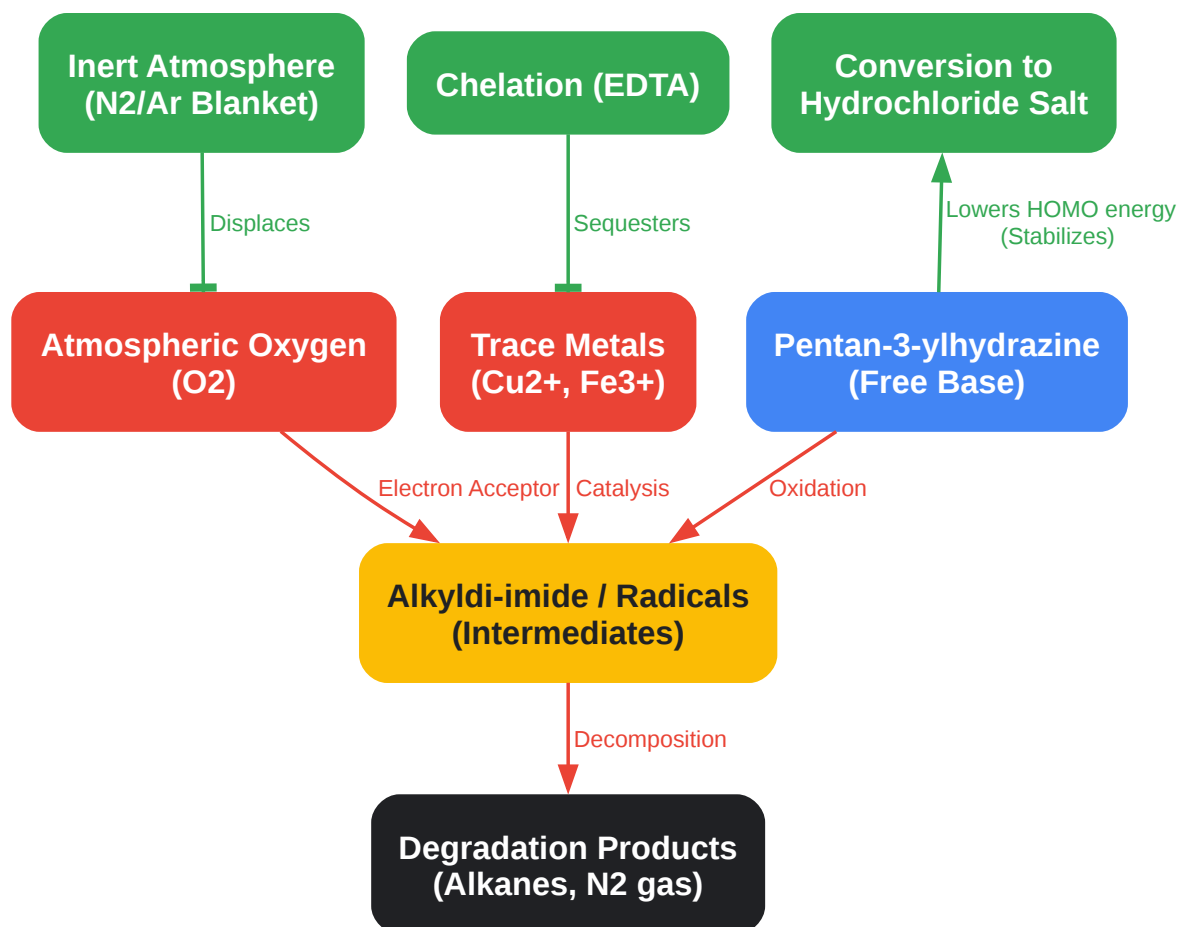 Inert Atmosphere
(N2/Ar Blanket)
Chelation (EDTA)
Conversion to
Hydrochloride Salt
Displaces
Sequesters
Lowers HOMO energy
(Stabilizes)
Atmospheric Oxygen
(O2)
Trace Metals
(Cu2+, Fe3+)
Pentan-3-ylhydrazine
(Free Base)
Electron Acceptor
Catalysis
Oxidation
Alkyldi-imide / Radicals
(Intermediates)
Decomposition
Degradation Products
(Alkanes, N2 gas)